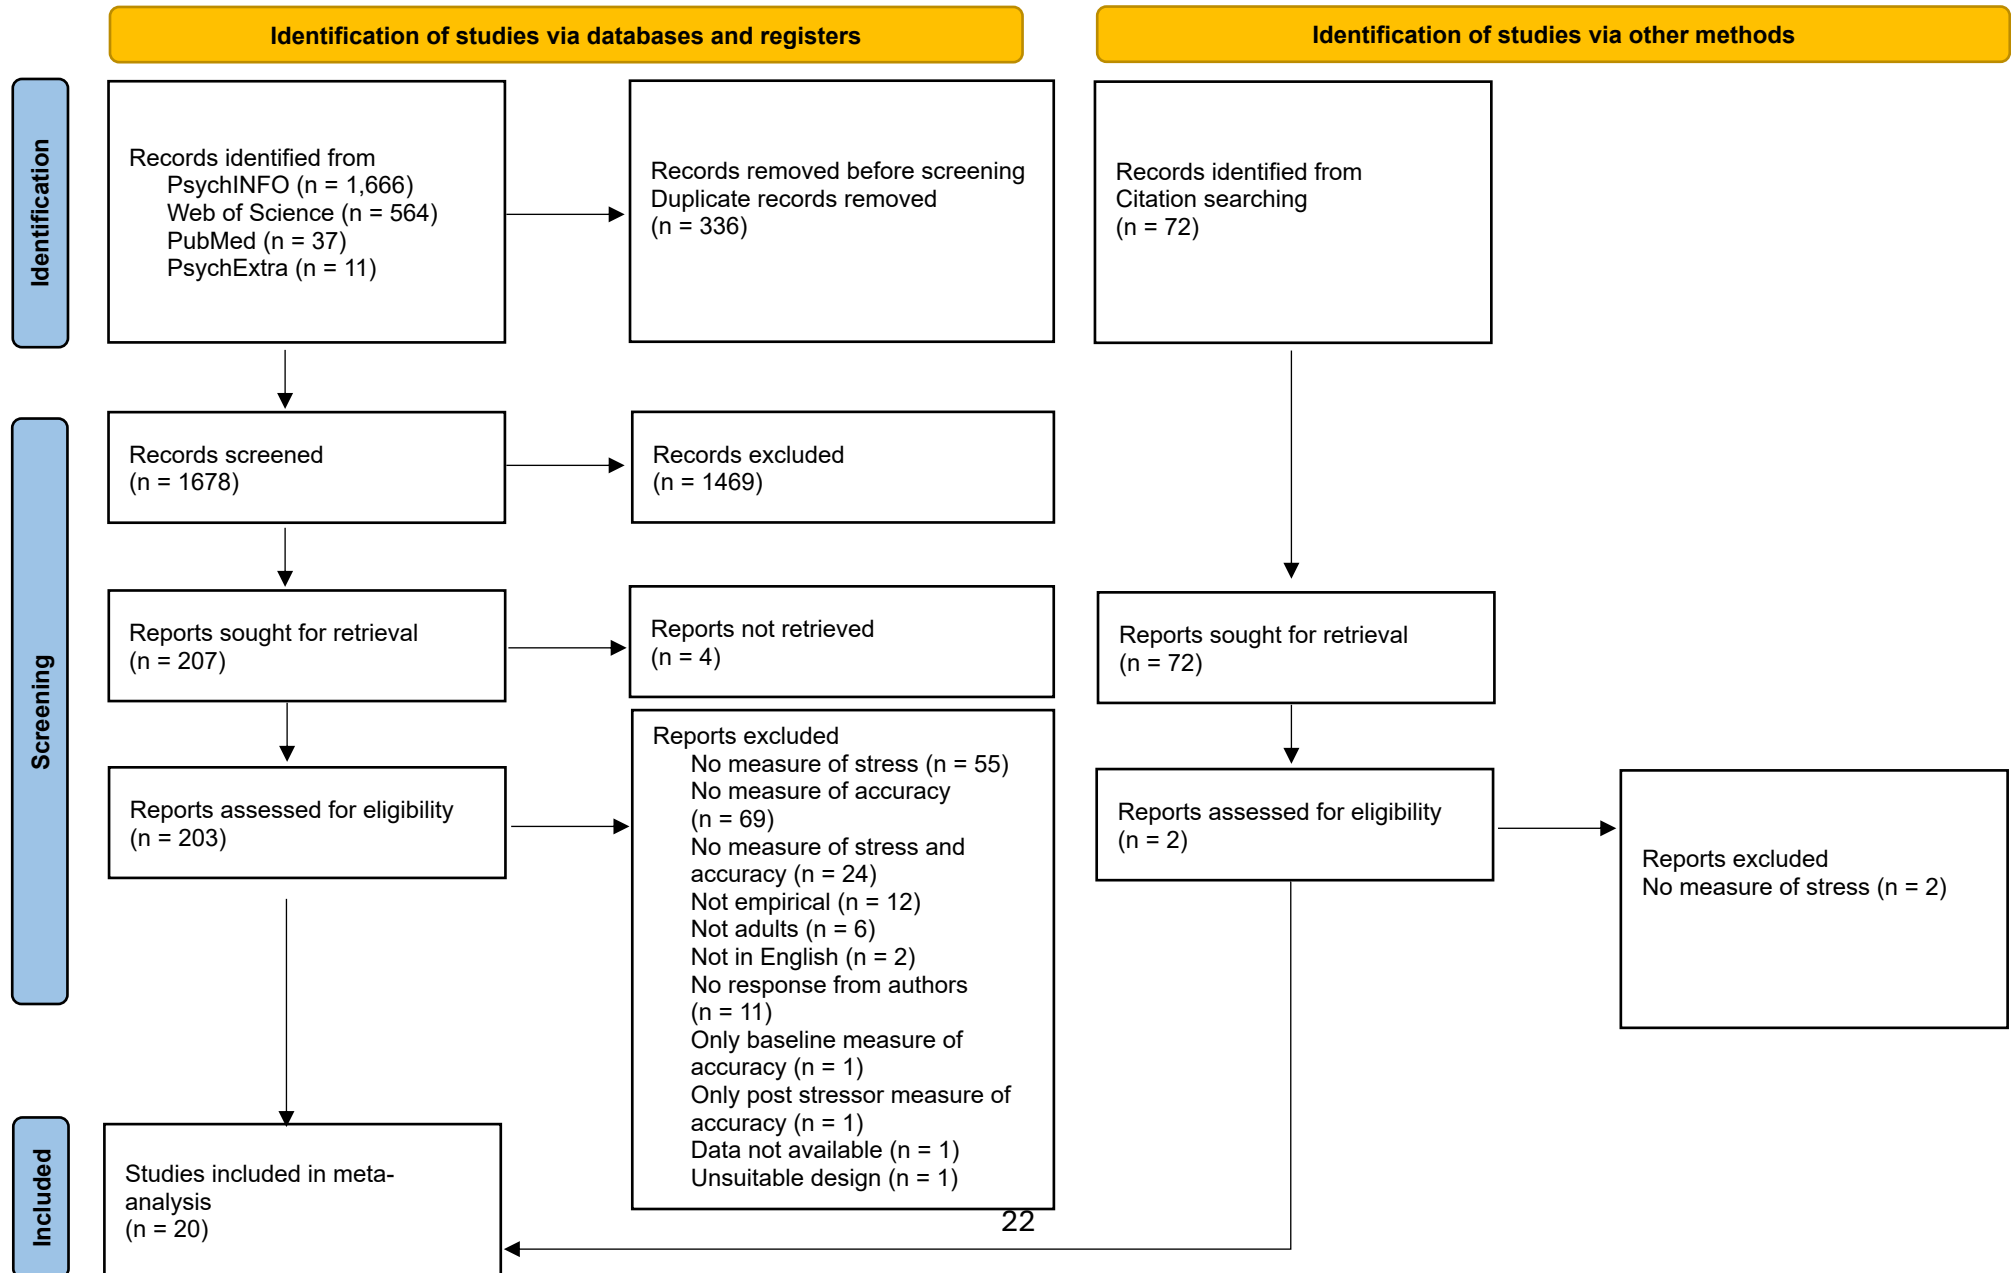 Identification of studies via databases and registers
Identification of studies via other methods
Identification
Records identified from
PsychINFO (n = 1,666)
Web of Science (n = 564)
PubMed (n = 37)
PsychExtra (n = 11)
Records removed before screening
Duplicate records removed
(n = 336)
Records identified from
Citation searching
(n = 72)
Screening
Records screened
(n = 1678)
Records excluded
(n = 1469)
Reports sought for retrieval
(n = 207)
Reports not retrieved
(n = 4)
Reports sought for retrieval
(n = 72)
Reports assessed for eligibility
(n = 203)
Reports excluded
No measure of stress (n = 55)
No measure of accuracy
(n = 69)
No measure of stress and
accuracy (n = 24)
Not empirical (n = 12)
Not adults (n = 6)
Not in English (n = 2)
No response from authors
(n = 11)
Only baseline measure of
accuracy (n = 1)
Only post stressor measure of
accuracy (n = 1)
Data not available (n = 1)
Unsuitable design (n = 1)
Reports assessed for eligibility
(n = 2)
Reports excluded
No measure of stress (n = 2)
Included
Studies included in meta-
analysis
(n = 20)
22